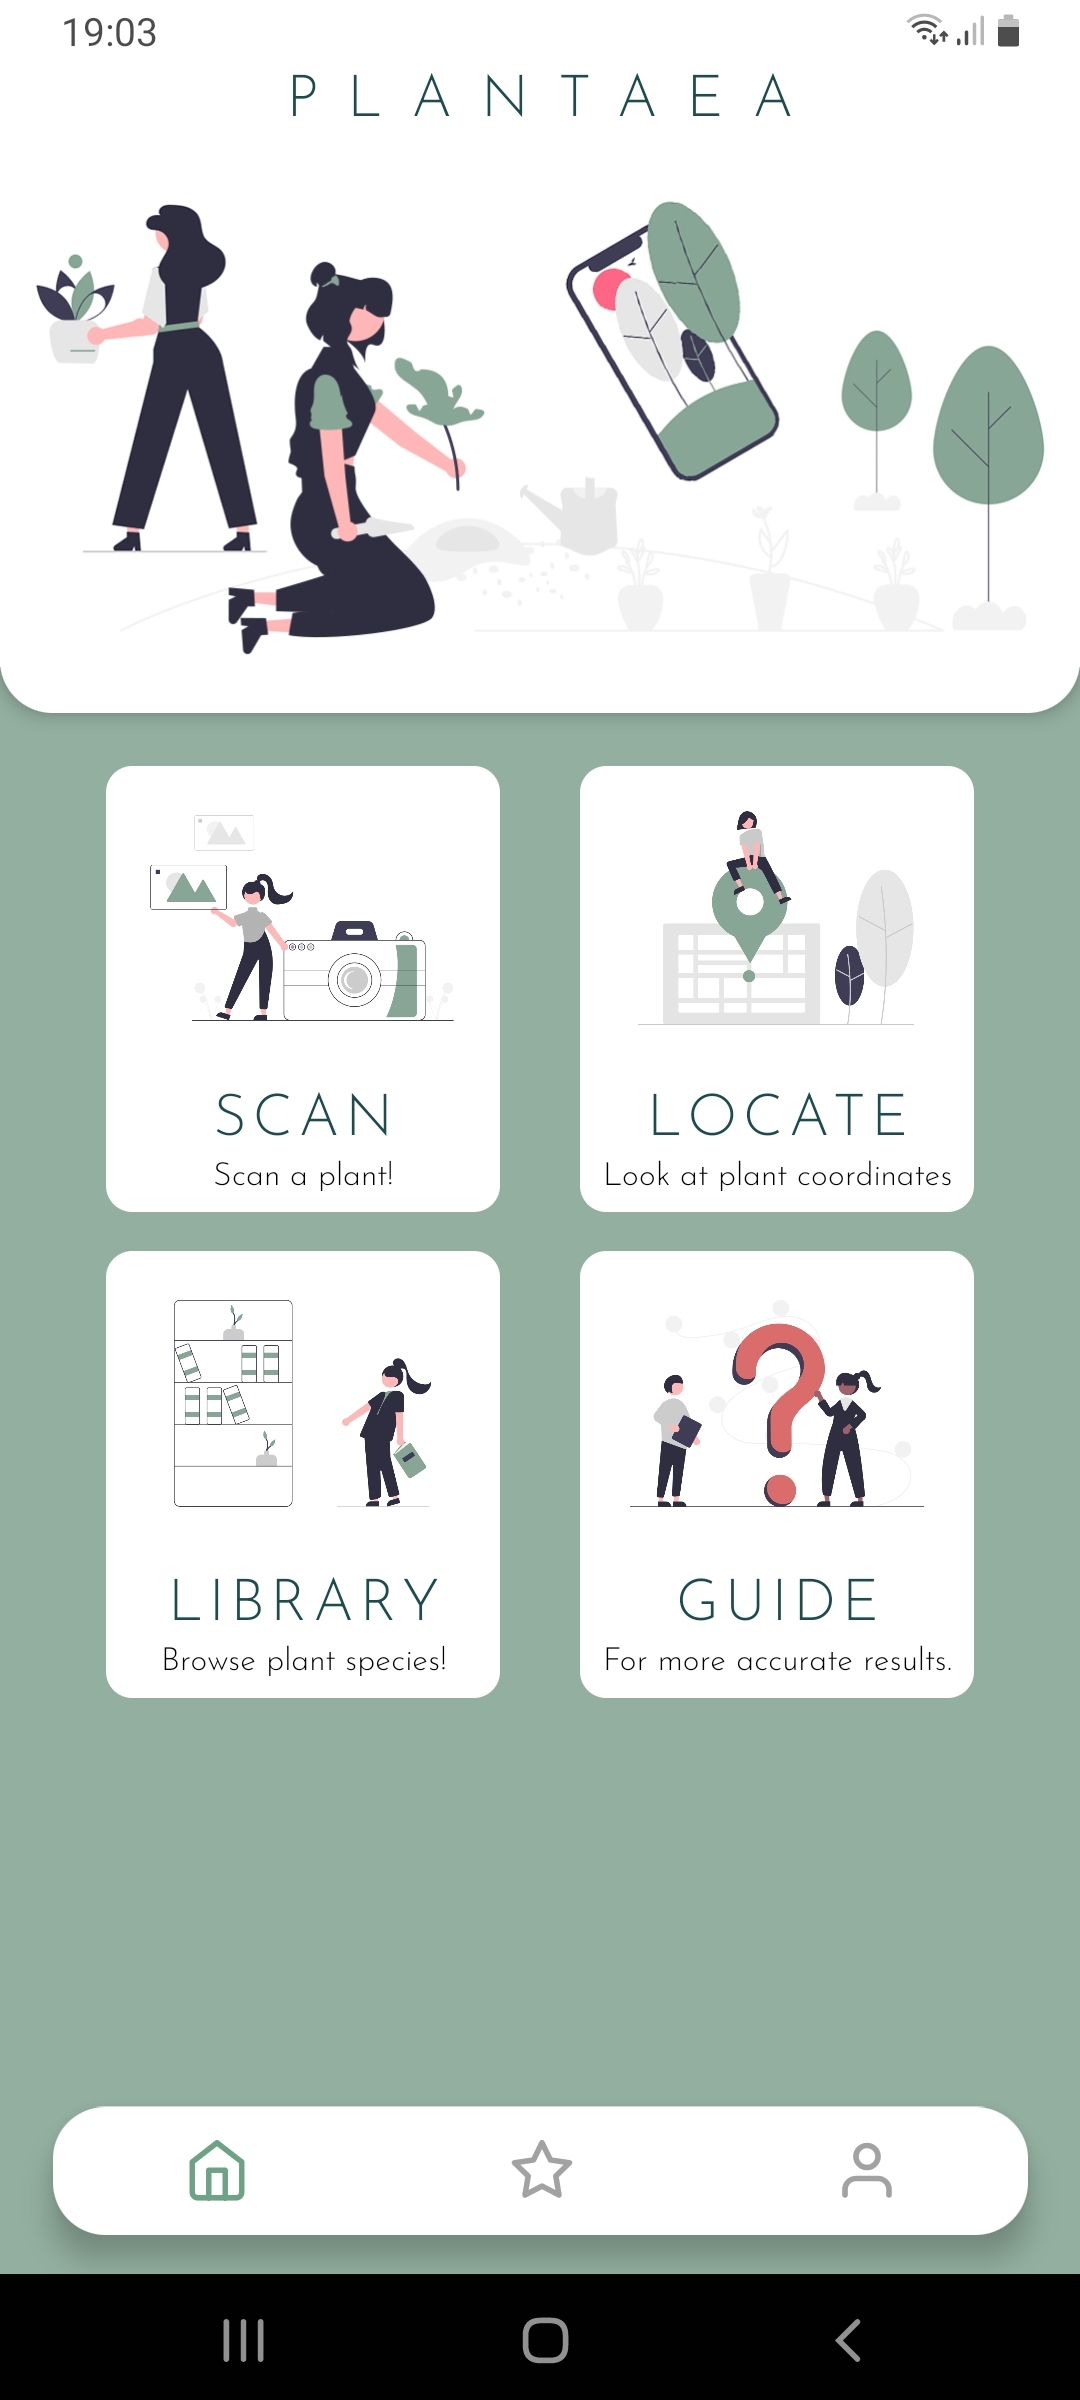 19:03
PLANTAEA
SCAN
Scan a plant!
LOCATE
Look at plant coordinates
LIBRARY
Browse plant species!
GUIDE
For more accurate results.